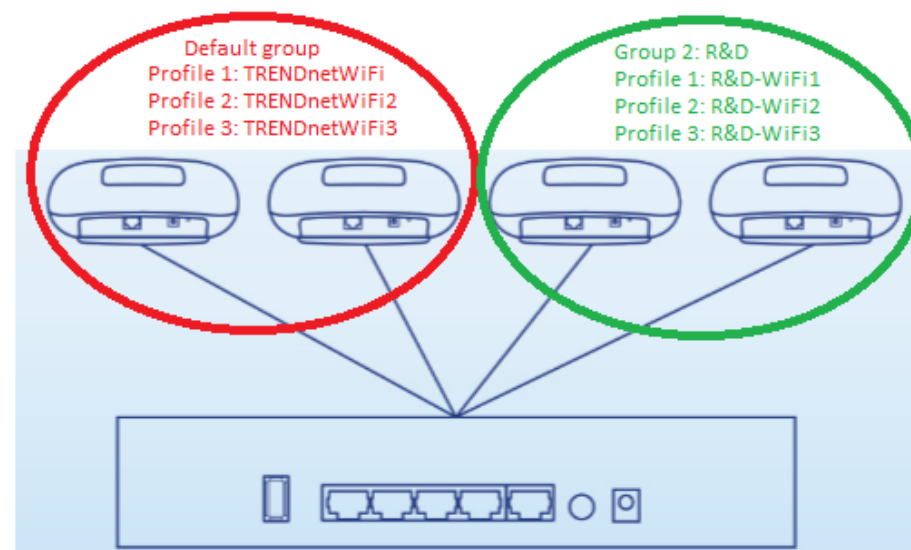 Default group
Profile 1: TRENDnetWiFi
Profile 2: TRENDnetWiFi2
Profile 3: TRENDnetWiFi3
Group 2: R&D
Profile 1: R&D-WiFi1
Profile 2: R&D-WiFi2
Profile 3: R&D-WiFi3